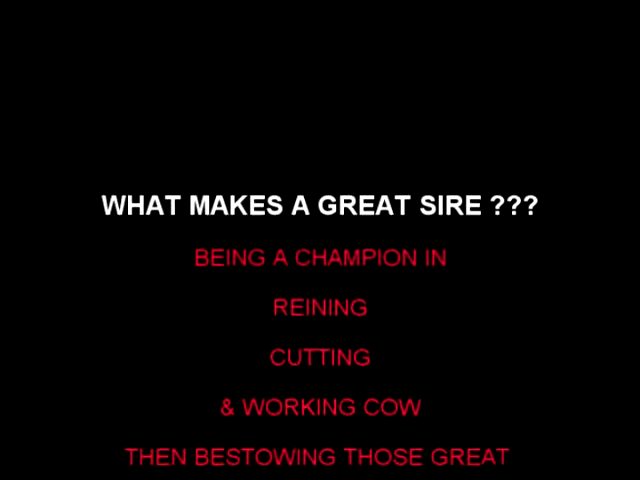 WHAT MAKES A GREAT SIRE ???
BEING A CHAMPION IN
REINING
CUTTING
& WORKING COW
THEN BESTOWING THOSE GREAT